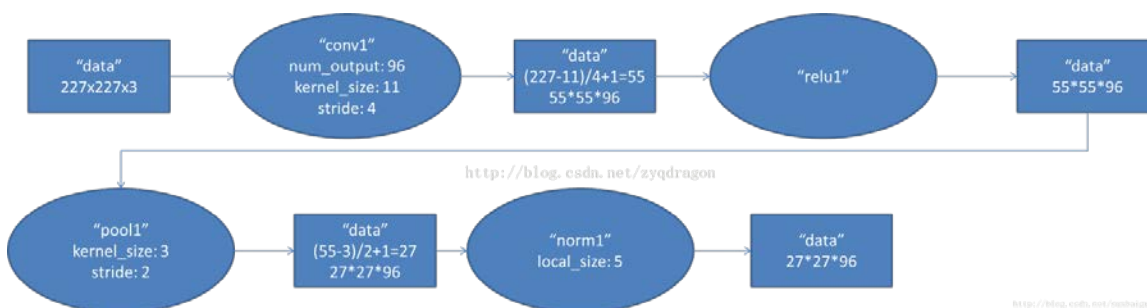 "data"
227x227x3
"conv1"
num_output: 96
kernel_size: 11
stride: 4
"data"
(227-11)/4+1=55
55*55*96
"relu1"
"data"
55*55*96
http://blog.csdn.net/zyqdragon
"pool1"
kernel_size: 3
stride: 2
"data"
(55-3)/2+1=27
27*27*96
"norm1"
local_size: 5
"data"
27*27*96